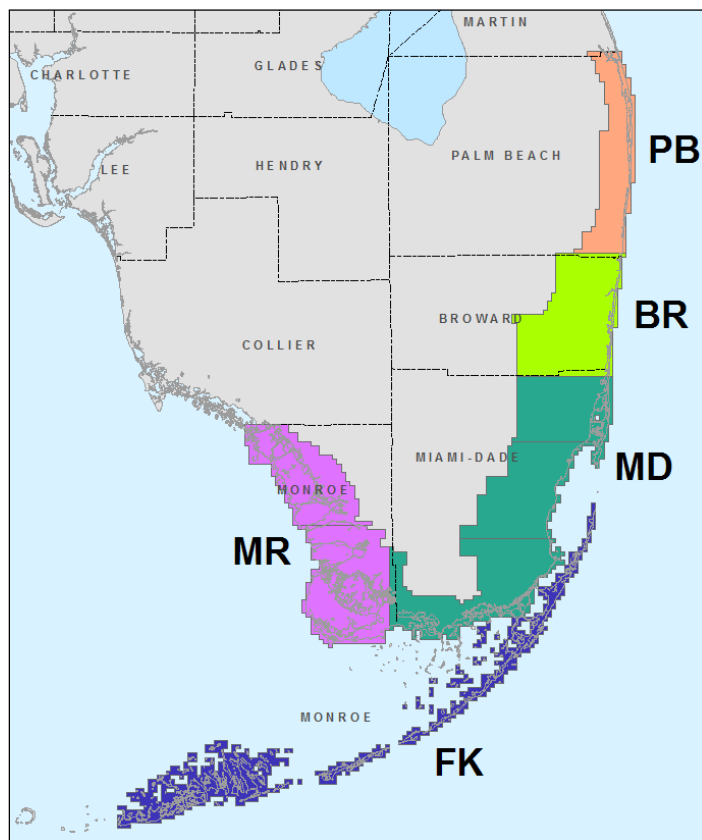 MARTIN
GLADES
CHARLOTTE
PB
PALM BEACH
HENDRY
LEE
BR
BROWARD
COLLIER
MIAMI-DADE
MD
MONROE
MR
MONROE
FK